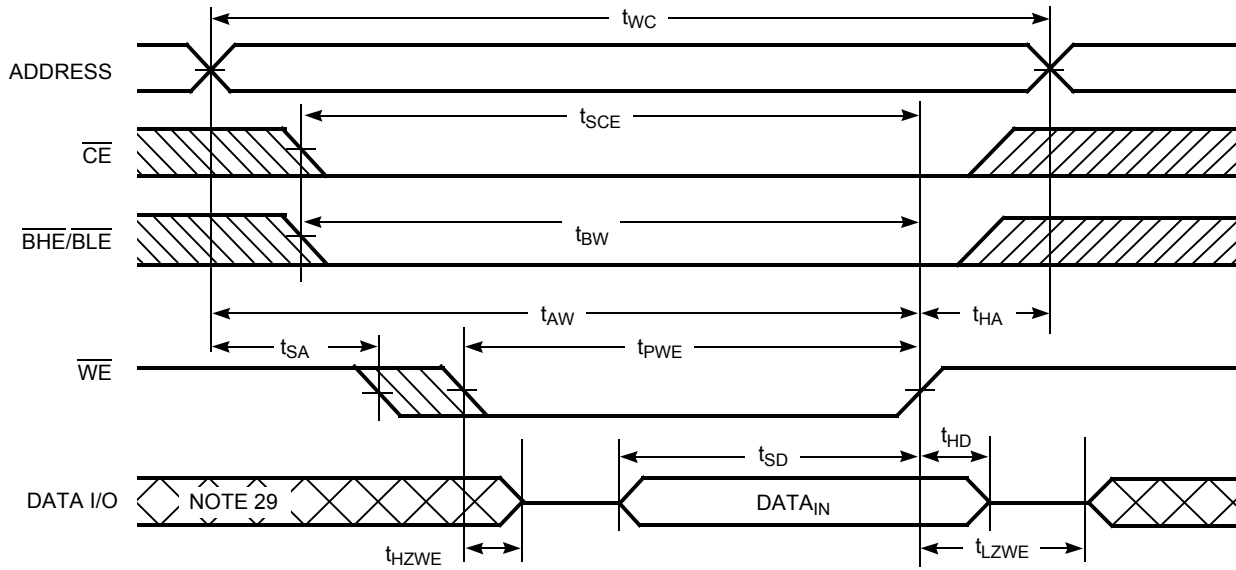 tWC
ADDRESS
tSCE
CE
BHE/BLE
tBW
tAW
tHA
tSA
tPWE
WE
tSD
tHD
DATA I/O
NOTE 29
DATAIN
tHZWE
tLZWE